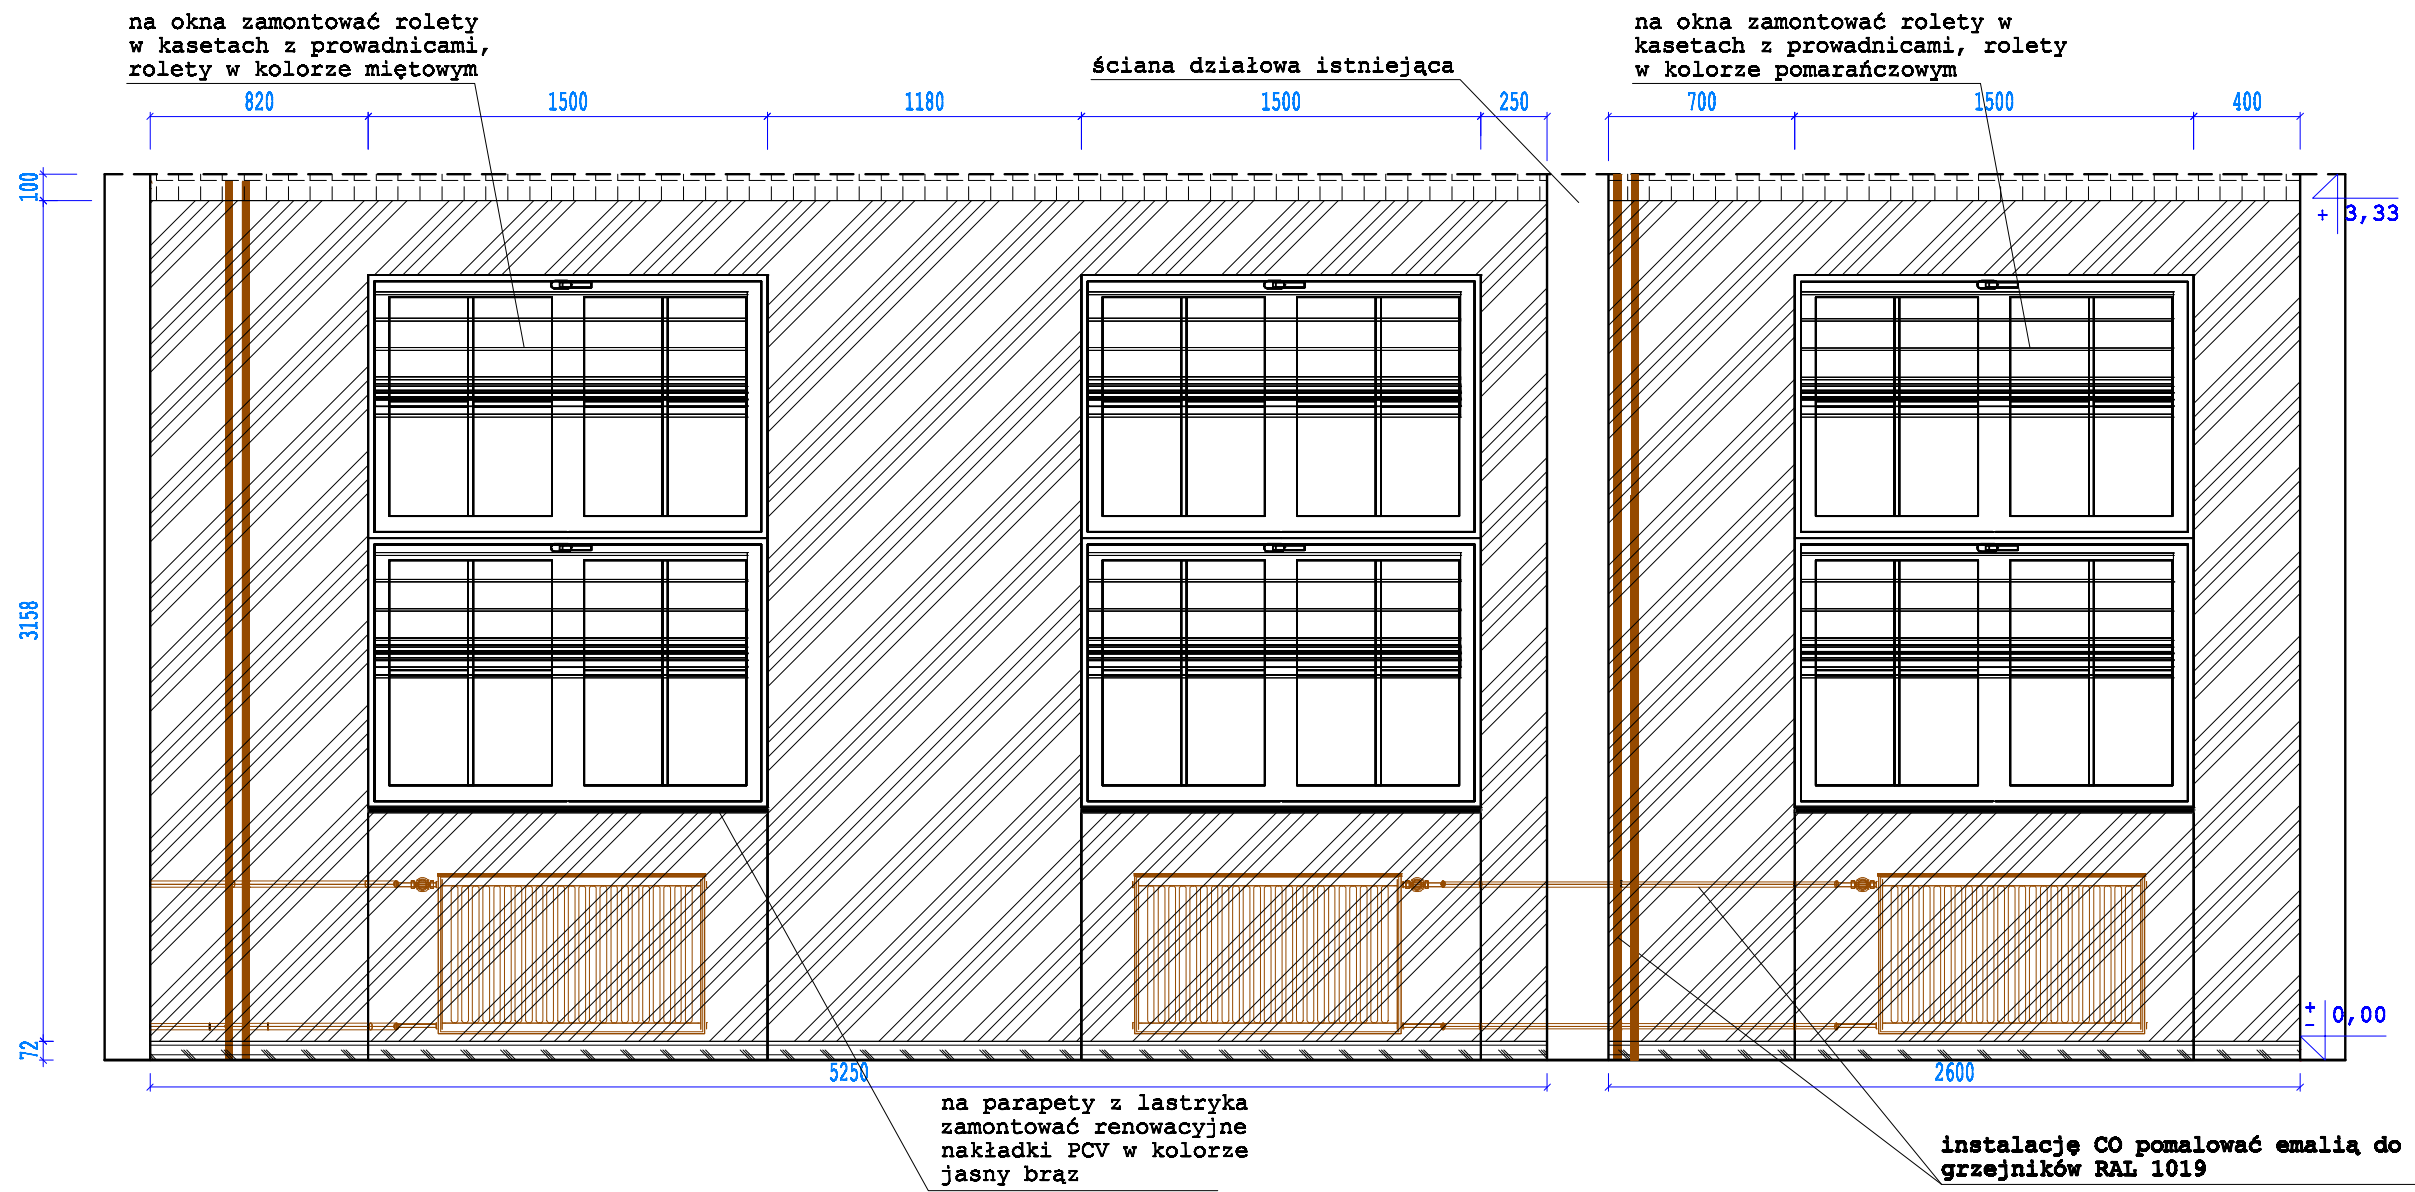 na okna zamontować rolety
w kasetach z prowadnicami,
rolety w kolorze miętowym
ściana działowa istniejąca
na okna zamontować rolety w
kasetach z prowadnicami, rolety
w kolorze pomarańczowym
820
1500
1180
1500
250
700
1500
400
100
+ 3,33
3158
72
+
- 0,00
5250
2600
na parapety z lastryka
zamontować renowacyjne
nakładki PCV w kolorze
jasny brąz
instalację CO pomalować emalią do
grzejników RAL 1019